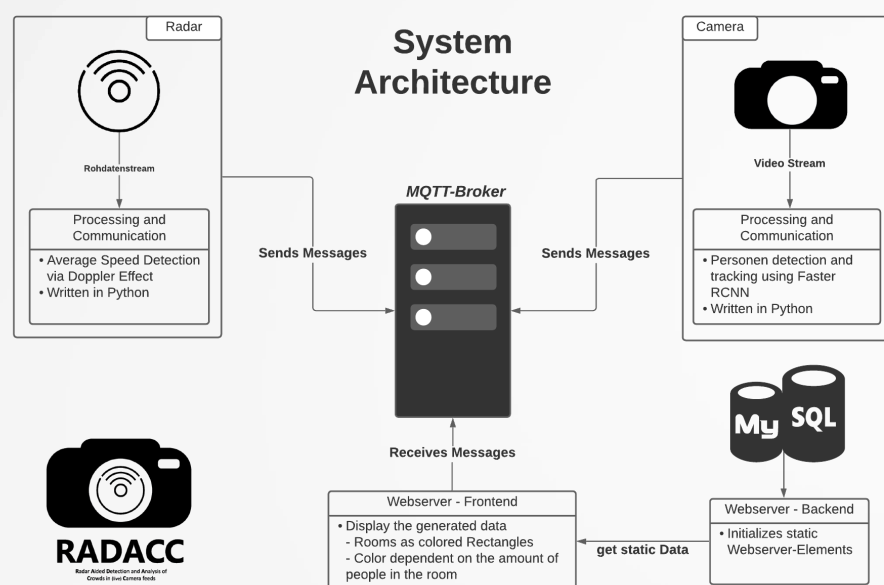 System
Architecture
Radar
Rohdatenstream
Processing and
Communication
• Average Speed Detection
via Doppler Effect
• Written in Python
Sends Messages
MQTT-Broker
Sends Messages
Camera
Video Stream
Processing and
Communication
• Personen detection and
tracking using Faster
RCNN
• Written in Python
My SQL
Receives Messages
Webserver - Frontend
• Display the generated data
- Rooms as colored Rectangles
- Color dependent on the amount of
people in the room
get static Data
Webserver - Backend
• Initializes static
Webserver-Elements
RADACC
Radar Aided Detection and Analysis of
Crowds in (live) Camera feeds